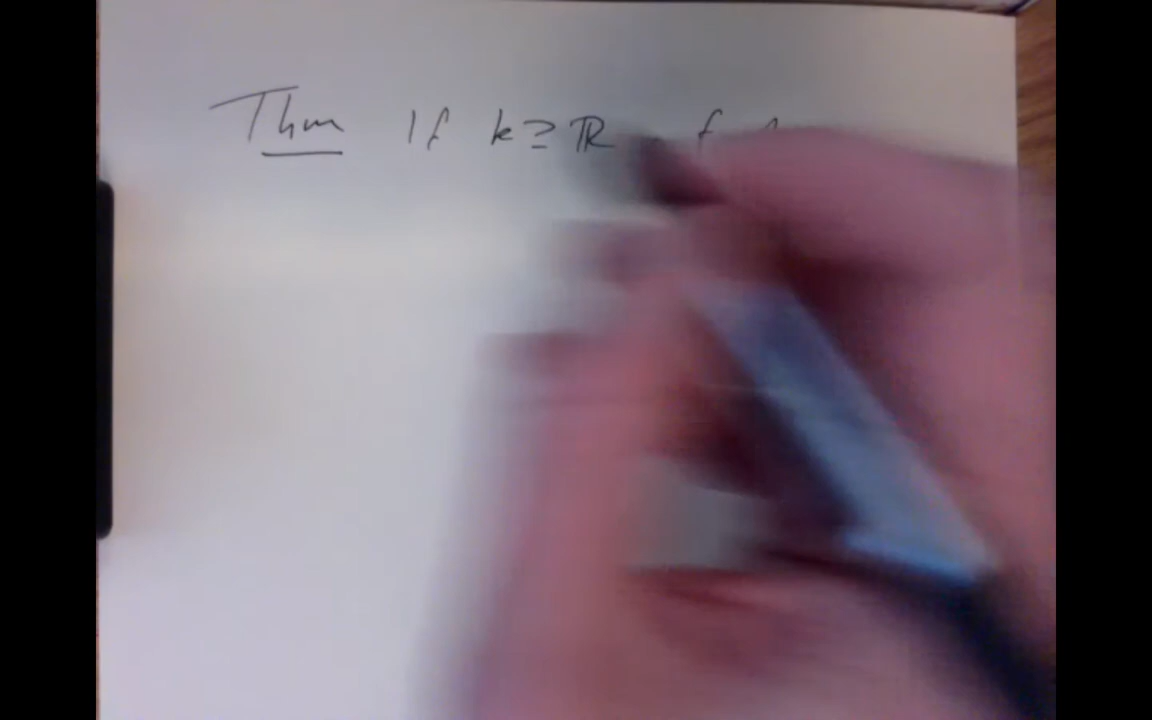 Thm If k ⊇ ℝ f